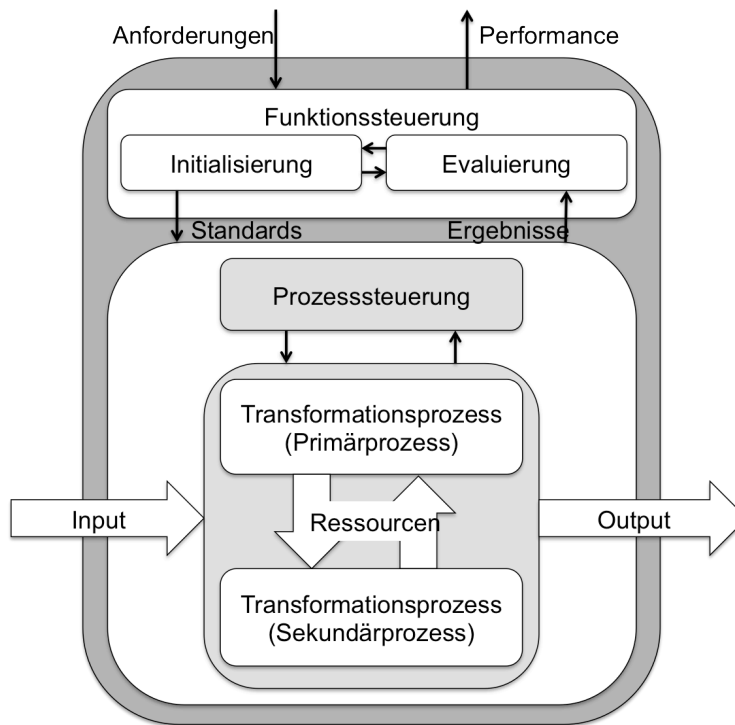 Anforderungen
Performance
Funktionssteuerung
Initialisierung
Evaluierung
Standards
Ergebnisse
Prozesssteuerung
Transformationsprozess
(Primärprozess)
Input
Ressourcen
Output
Transformationsprozess
(Sekundärprozess)